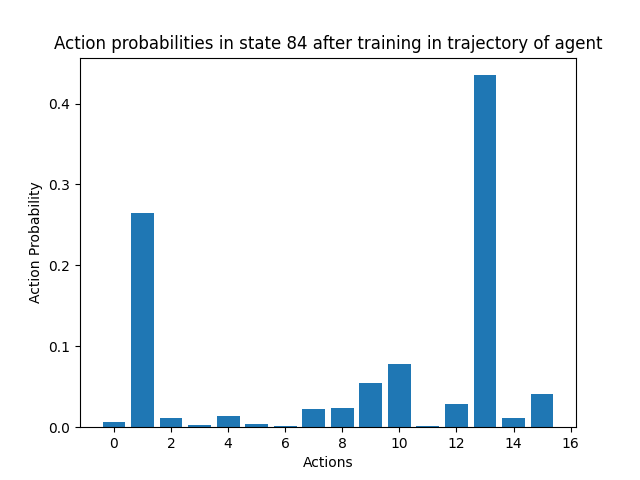 Action probabilities in state 84 after training in trajectory of agent
0.4
0.3
0.2
0.1
0.0
Action Probability
0 2 4 6 8 10 12 14 16
Actions